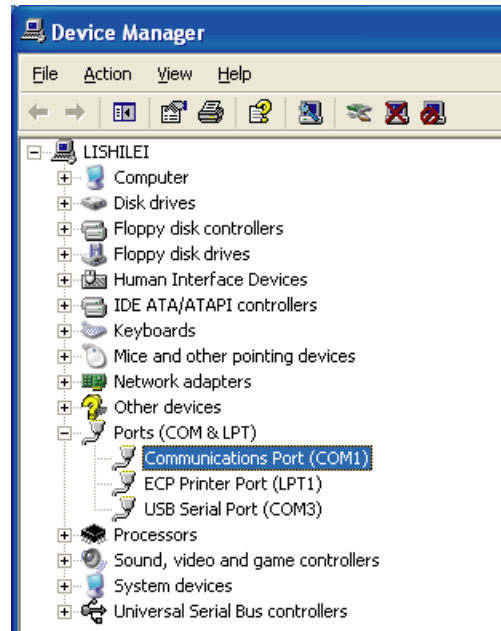 Device Manager
File Action View Help
LISHILEI
Computer
Disk drives
Floppy disk controllers
Floppy disk drives
Human Interface Devices
IDE ATA/ATAPI controllers
Keyboards
Mice and other pointing devices
Network adapters
Other devices
Ports (COM & LPT)
Communications Port (COM1)
ECP Printer Port (LPT1)
USB Serial Port (COM3)
Processors
Sound, video and game controllers
System devices
Universal Serial Bus controllers